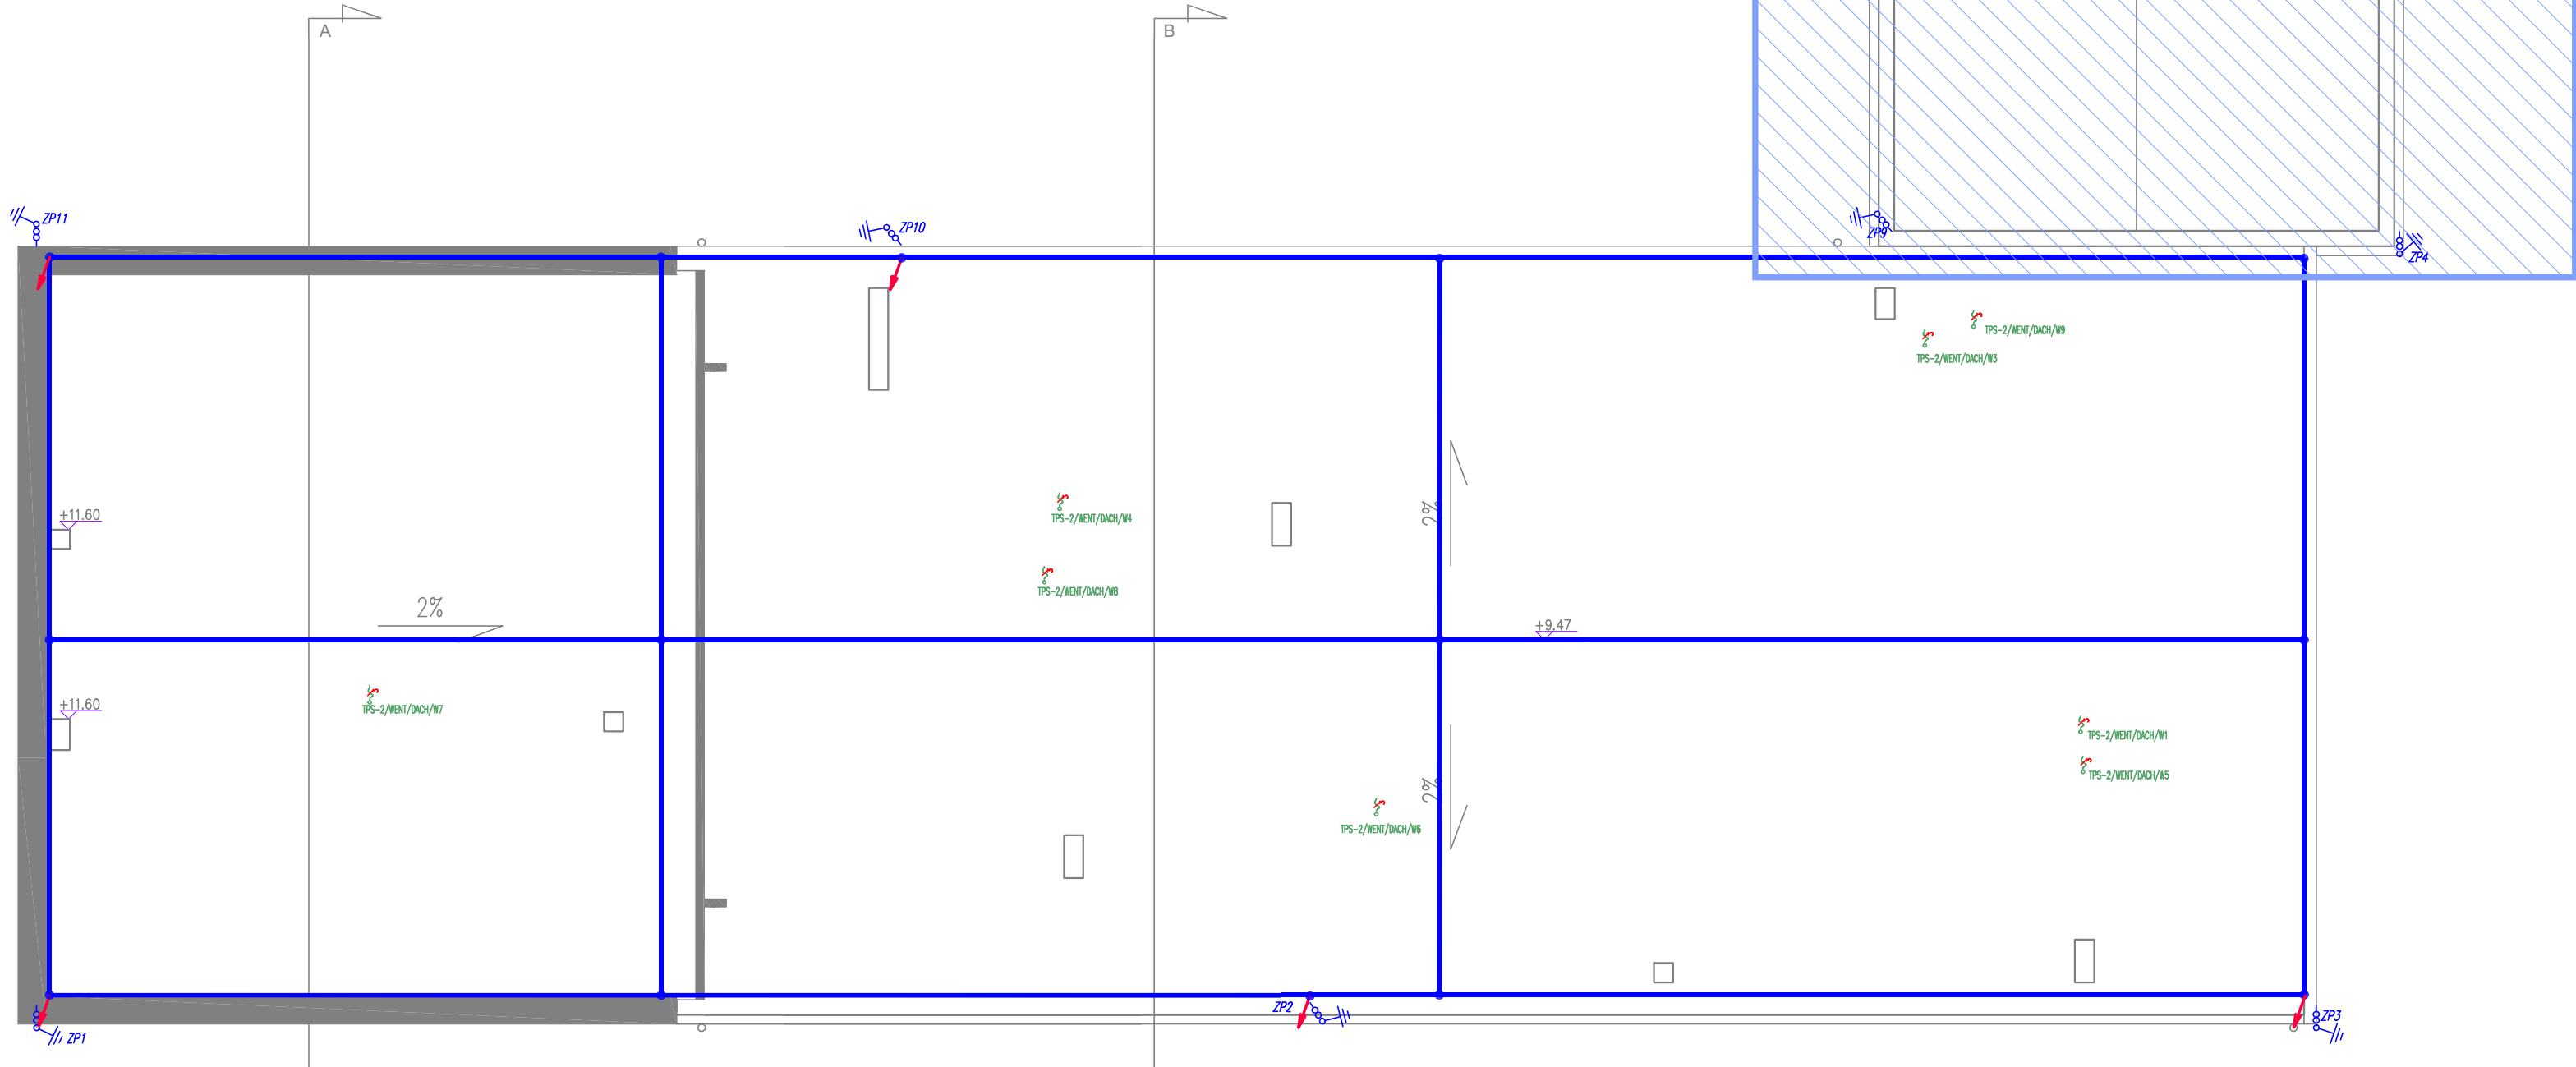 A
B
ZP11
ZP10
ZP9
ZP4
TPS-2/WENT/DACH/W9
TPS-2/WENT/DACH/W3
+11.60
TPS-2/WENT/DACH/W4
2%
TPS-2/WENT/DACH/W8
2%
+9.47
+11.60
TPS-2/WENT/DACH/W7
TPS-2/WENT/DACH/W1
TPS-2/WENT/DACH/W5
2%
TPS-2/WENT/DACH/W6
ZP2
ZP3
ZP1